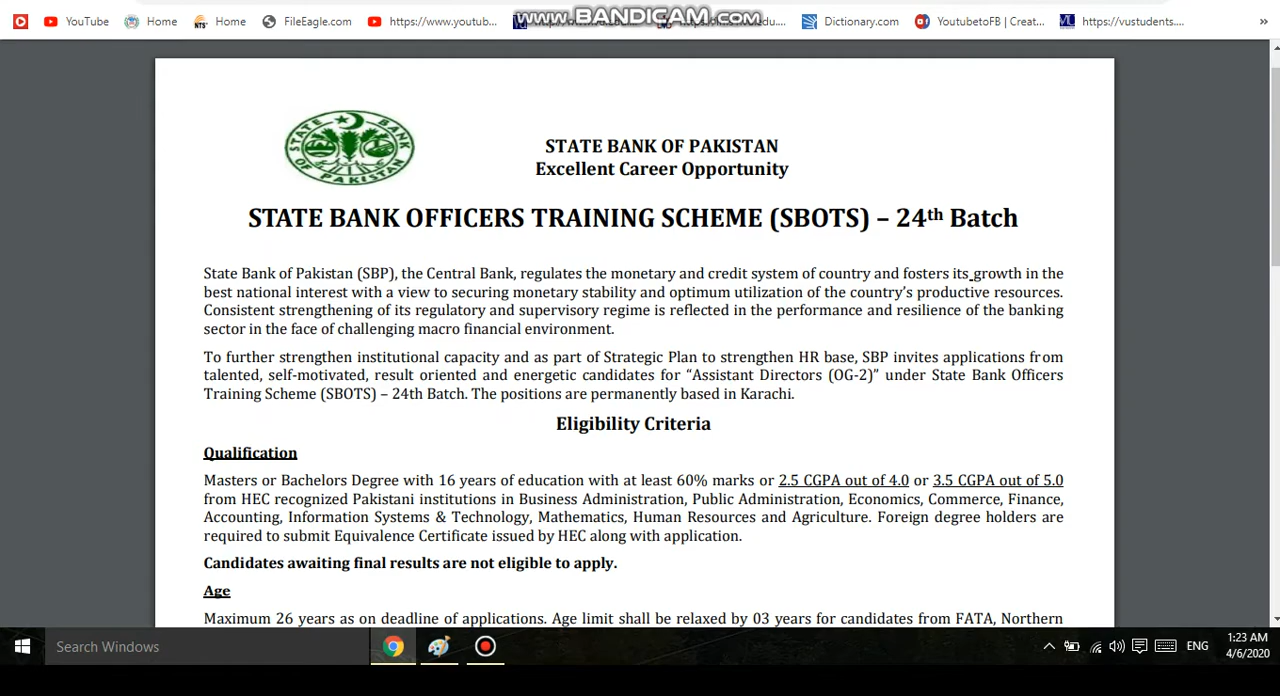 www.BANDICAM.com
YouTube Home Home FileEagle.com https://www.youtub... Dictionary.com YoutubetoFB | Creat... https://vustudents.... »
STATE BANK OF PAKISTAN
STATE BANK OF PAKISTAN
Excellent Career Opportunity
STATE BANK OFFICERS TRAINING SCHEME (SBOTS) – 24th Batch
State Bank of Pakistan (SBP), the Central Bank, regulates the monetary and credit system of country and fosters its growth in the
best national interest with a view to securing monetary stability and optimum utilization of the country's productive resources.
Consistent strengthening of its regulatory and supervisory regime is reflected in the performance and resilience of the banking
sector in the face of challenging macro financial environment.
To further strengthen institutional capacity and as part of Strategic Plan to strengthen HR base, SBP invites applications from
talented, self-motivated, result oriented and energetic candidates for “Assistant Directors (OG-2)” under State Bank Officers
Training Scheme (SBOTS) – 24th Batch. The positions are permanently based in Karachi.
Eligibility Criteria
Qualification
Masters or Bachelors Degree with 16 years of education with at least 60% marks or 2.5 CGPA out of 4.0 or 3.5 CGPA out of 5.0
from HEC recognized Pakistani institutions in Business Administration, Public Administration, Economics, Commerce, Finance,
Accounting, Information Systems & Technology, Mathematics, Human Resources and Agriculture. Foreign degree holders are
required to submit Equivalence Certificate issued by HEC along with application.
Candidates awaiting final results are not eligible to apply.
Age
Maximum 26 years as on deadline of applications. Age limit shall be relaxed by 03 years for candidates from FATA, Northern
Search Windows
ENG
1:23 AM
4/6/2020